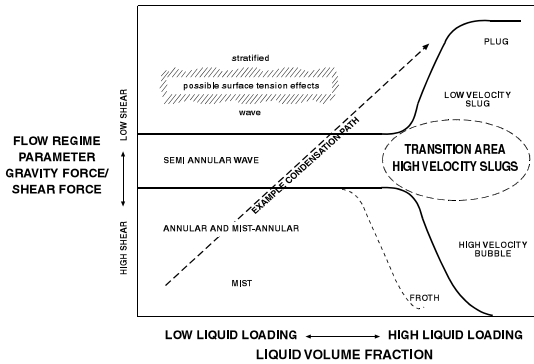 PLUG
stratified
possible surface tension effects
wave
LOW VELOCITY
SLUG
LOW SHEAR
FLOW REGIME
PARAMETER
GRAVITY FORCE/
SHEAR FORCE
SEMI ANNULAR WAVE
EXAMPLE CONDENSATION PATH
TRANSITION AREA
HIGH VELOCITY SLUGS
HIGH SHEAR
ANNULAR AND MIST-ANNULAR
MIST
HIGH VELOCITY
BUBBLE
FROTH
LOW LIQUID LOADING
HIGH LIQUID LOADING
LIQUID VOLUME FRACTION